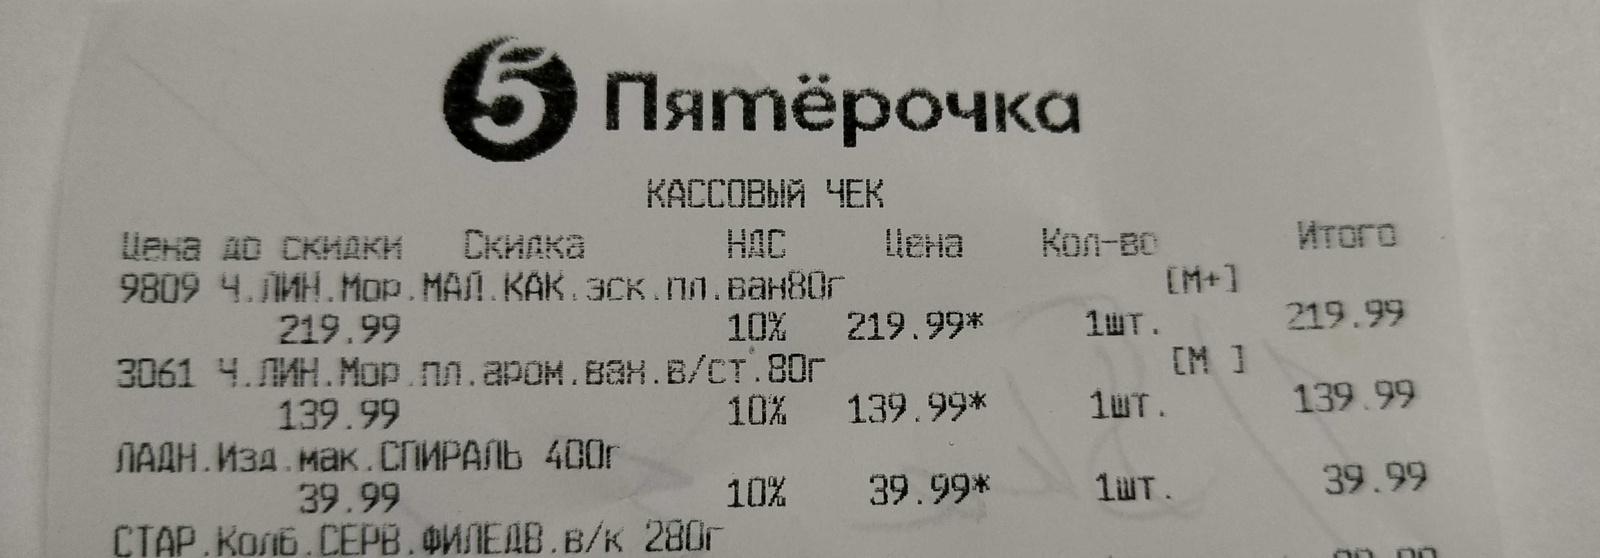 5 Пятёрочка
КАССОВЫЙ ЧЕК
Цена до скидки Скидка НДС Цена Кол-во Итого
9809 Ч.ЛИН.Мор.МАЛ.КАК.эск.пл.ван80г [М+]
219.99 10% 219.99* 1шт. 219.99
3061 Ч.ЛИН.Мор.пл.аром.ван.в/ст.80г [М ]
139.99 10% 139.99* 1шт. 139.99
ЛАДН.Изд.мак.СПИРАЛЬ 400г
39.99 10% 39.99* 1шт. 39.99
СТАР.Колб.СЕРВ.ФИЛЕДВ.в/к 280г